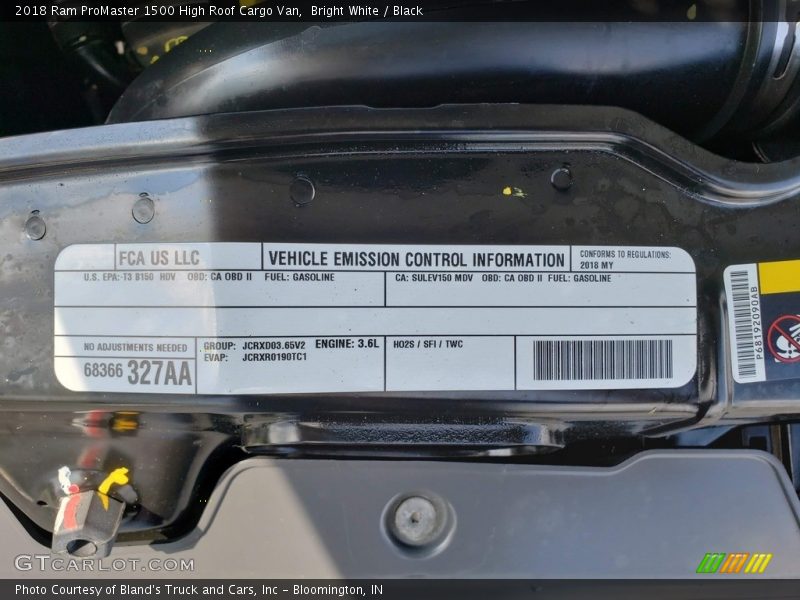 2018 Ram ProMaster 1500 High Roof Cargo Van, Bright White / Black
FCA US LLC
VEHICLE EMISSION CONTROL INFORMATION
CONFORMS TO REGULATIONS:
2018 MY
U.S. EPA: T3 B150 HDV OBD: CA OBD II FUEL: GASOLINE
CA: SULEV150 MDV OBD: CA OBD II FUEL: GASOLINE
NO ADJUSTMENTS NEEDED
68366 327AA
GROUP: JCRXD03.65V2 ENGINE: 3.6L
EVAP: JCRXR0190TC1
HO2S / SFI / TWC
P68192090AB
GTCARLOT.COM
Photo Courtesy of Bland's Truck and Cars, Inc – Bloomington, IN